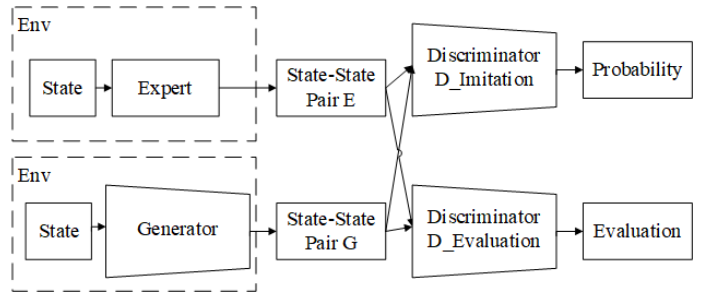 Env
State
Expert
State-State
Pair E
Discriminator
D_Imitation
Probability
Env
State
Generator
State-State
Pair G
Discriminator
D_Evaluation
Evaluation